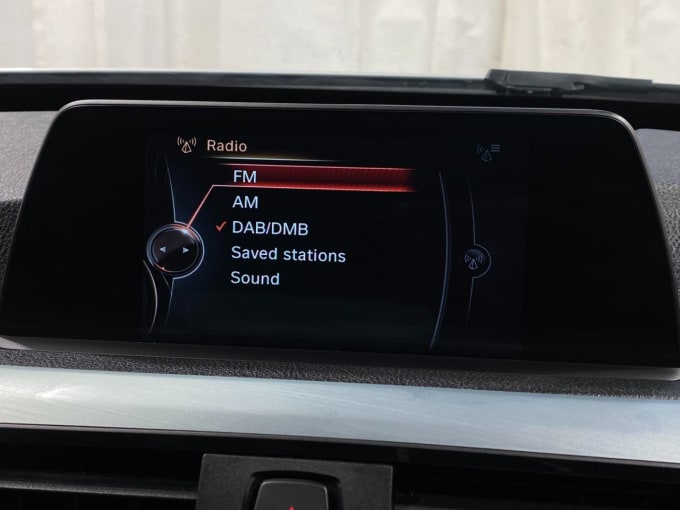 Radio
FM
AM
DAB/DMB
Saved stations
Sound